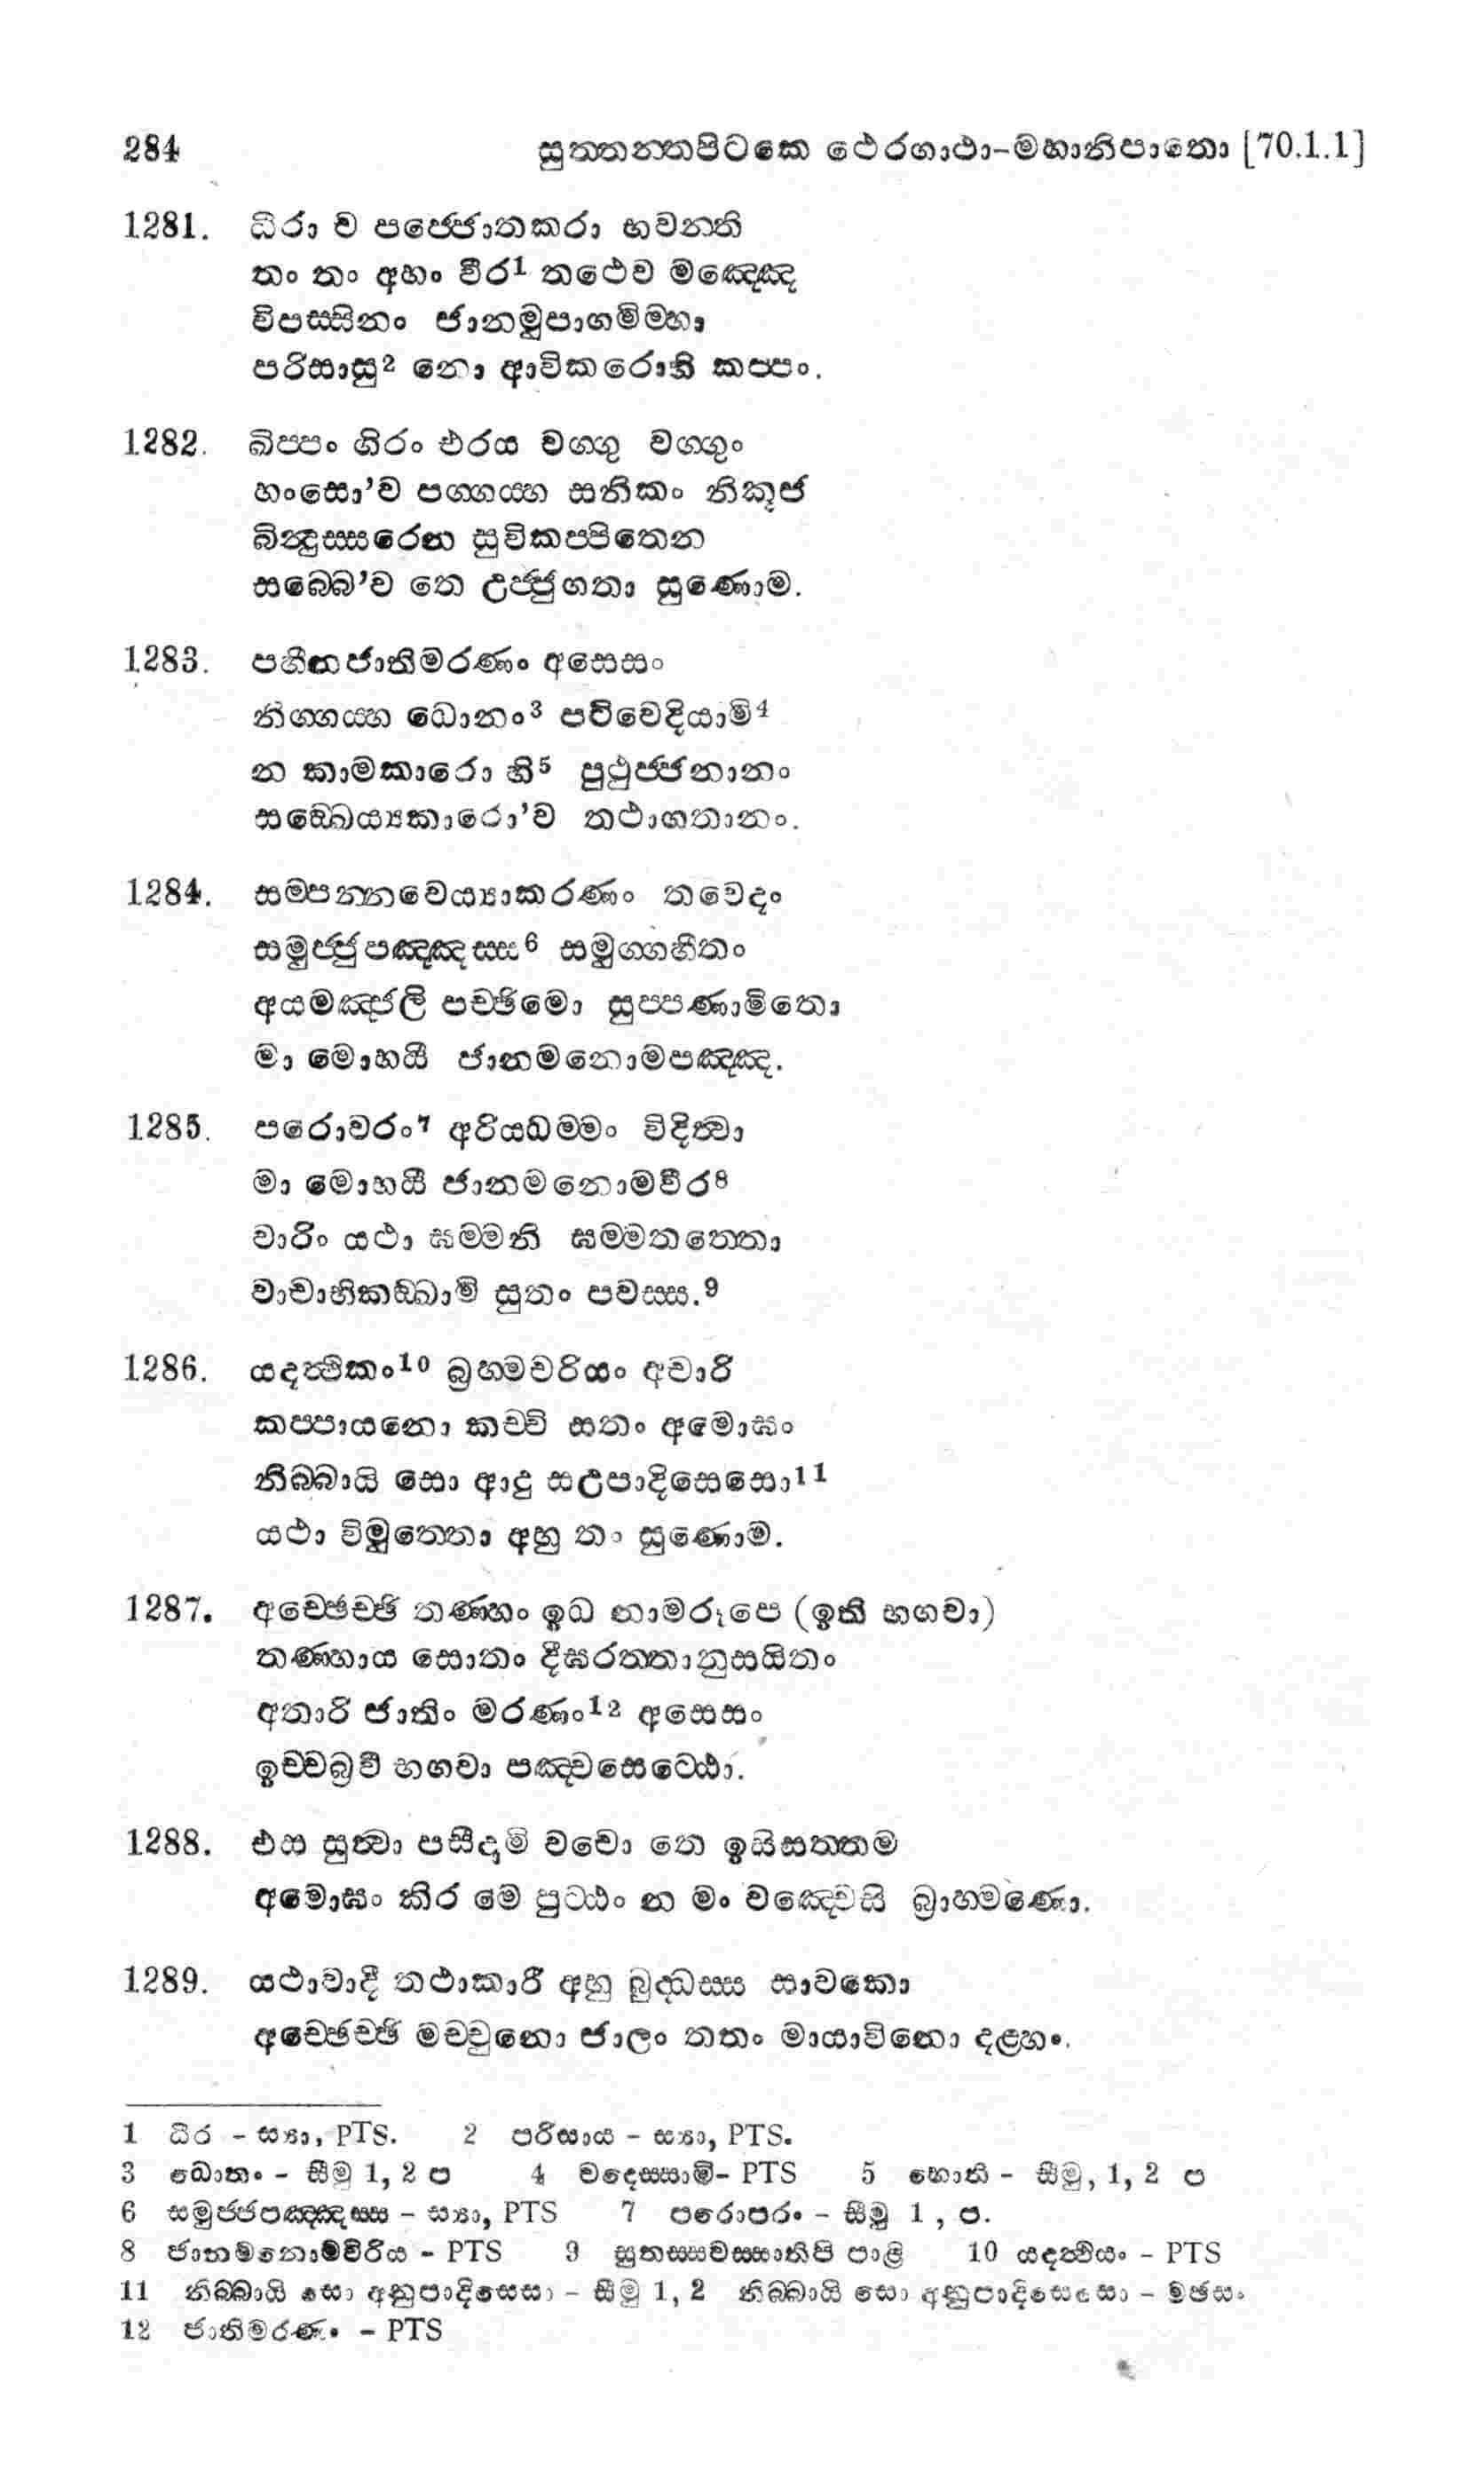 284 සුත්තන්තපිටකෙ ථෙරගාථා-මහානිපාතො [70.1.1]
1281. ධීරා ච පජ්ජොතකරා භවන්ති
තං තං අහං වීර1 තථෙව මඤ්ඤෙ
විපස්සිනං ජානමුපාගමිම්හා
පරිසාසු2 නො ආවිකරොහි කප්පං.
1282. ඛිප්පං ගිරං එරය වග්ගු වග්ගුං
හංසො'ව පග්ගය්හ සනිකං නිකූජ
බින්දුස්සරෙන සුවිකප්පිතෙන
සබ්බෙ'ව තෙ උජ්ජුගතා සුණොම.
1283. පහීනජාතිමරණං අසෙසං
නිග්ගය්හ ධොනං3 පච්චෙදියාමි4
න කාමකාරො හි5 පුථුජ්ජනානං
සඞ්ඛෙය්‍යකාරො'ව තථාගතානං.
1284. සම්පන්නවෙය්‍යාකරණං තවෙදං
සමුජ්ජුපඤ්ඤස්ස6 සමුග්ගහීතං
අයමඤ්ජලි පච්ඡිමො සුප්පණාමිතො
මා මොහයී ජානමනොමපඤ්ඤ.
1285. පරොවරං7 අරියධම්මං විදිත්වා
මා මොහයී ජානමනොමවීර8
වාරිං යථා ඝම්මනි ඝම්මතත්තො
වාචාභිකඞ්ඛාමි සුතං පවස්ස.9
1286. යදත්ථිකං10 බ්‍රහ්මචරියං අචාරි
කප්පායනො කච්චි සතං අමොඝං
නිබ්බායි සො ආදු සඋපාදිසෙසො11
යථා විමුත්තො අහු තං සුණොම.
1287. අච්ඡෙච්ඡි තණ්හං ඉධ නාමරූපෙ (ඉති භගවා)
තණ්හාය සොතං දීඝරත්තානුසයිතං
අතාරි ජාතිං මරණං12 අසෙසං
ඉච්චබ්‍රවී භගවා පඤ්චසෙට්ඨො.
1288. එස සුත්වා පසීදාමි වචො තෙ ඉසිසත්තම
අමොඝං කිර මෙ පුට්ඨං න මං වඤ්චෙසි බ්‍රාහ්මණො.
1289. යථාවාදී තථාකාරී අහු බුද්ධස්ස සාවකො
අච්ඡෙච්ඡි මච්චුනො ජාලං තතං මායාවිනො දළ්හං.
1 ධීර - ස්‍යා, PTS. 2 පරිසාය - ස්‍යා, PTS.
3 ධොතං - සීමු 1, 2 ප 4 වදෙස්සාමි- PTS 5 හොති - සීමු, 1, 2 ප
6 සමුජ්ජපඤ්ඤස්ස - ස්‍යා, PTS 7 පරොපරං - සීමු 1 , ප.
8 ජානමනොමවිරිය - PTS 9 සුතස්සවස්සාතිපි පාළි 10 යදත්ථියං - PTS
11 නිබ්බායි සො අනුපාදිසෙසා - සීමු 1, 2 නිබ්බායි සො අනුපාදිසෙසො - මඡසං
12 ජාතිමරණං - PTS